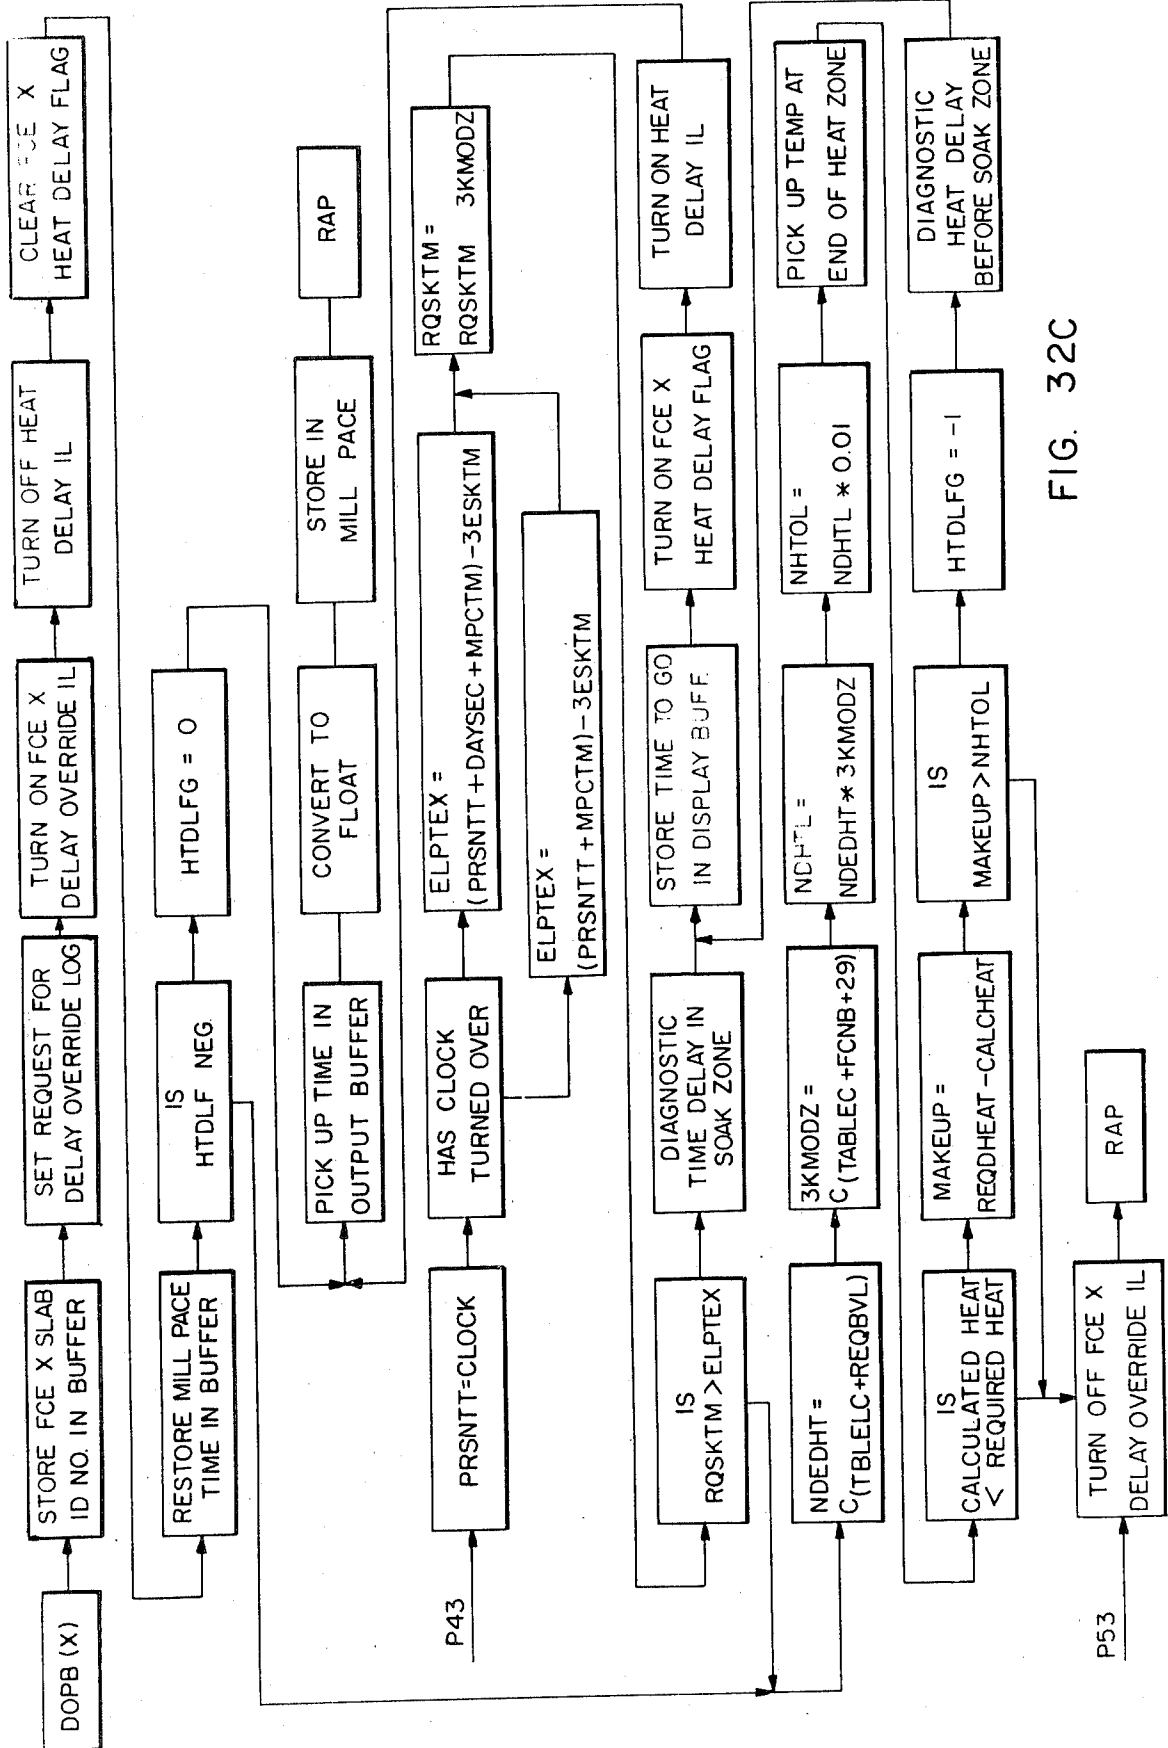 DOPB (X)
STORE FCE X SLAB
ID NO. IN BUFFER
SET REQUEST FOR
DELAY OVERRIDE LOG
TURN ON FCE X
DELAY OVERRIDE IL
TURN OFF HEAT
DELAY IL
CLEAR FCE X
HEAT DELAY FLAG
RESTORE MILL PACE
TIME IN BUFFER
IS
HTDLF NEG
HTDLFG = 0
PICK UP TIME IN
OUTPUT BUFFER
CONVERT TO
FLOAT
STORE IN
MILL PACE
RAP
P43
PRSNTT=CLOCK
HAS CLOCK
TURNED OVER
ELPTEX =
(PRSNTT+DAYSEC+MPCTM)-3ESKTM
ELPTEX =
(PRSNTT+MPCTM)-3ESKTM
RQSKTM =
RQSKTM 3KMODZ
IS
RQSKTM > ELPTEX
DIAGNOSTIC
TIME DELAY IN
SOAK ZONE
STORE TIME TO GO
IN DISPLAY BUFF.
TURN ON FCE X
HEAT DELAY FLAG
TURN ON HEAT
DELAY IL
NDEDHT =
C(TBLELC+REQBVL)
3KMODZ =
C(TABLEC+FCNB+29)
NDHTL =
NDEDHT * 3KMODZ
NHTOL =
NDHTL * 0.01
PICK UP TEMP AT
END OF HEAT ZONE
IS
CALCULATED HEAT
< REQUIRED HEAT
MAKEUP =
REQDHEAT-CALCHEAT
IS
MAKEUP > NHTOL
HTDLFG = -1
DIAGNOSTIC
HEAT DELAY
BEFORE SOAK ZONE
P53
TURN OFF FCE X
DELAY OVERRIDE IL
RAP
FIG. 32C